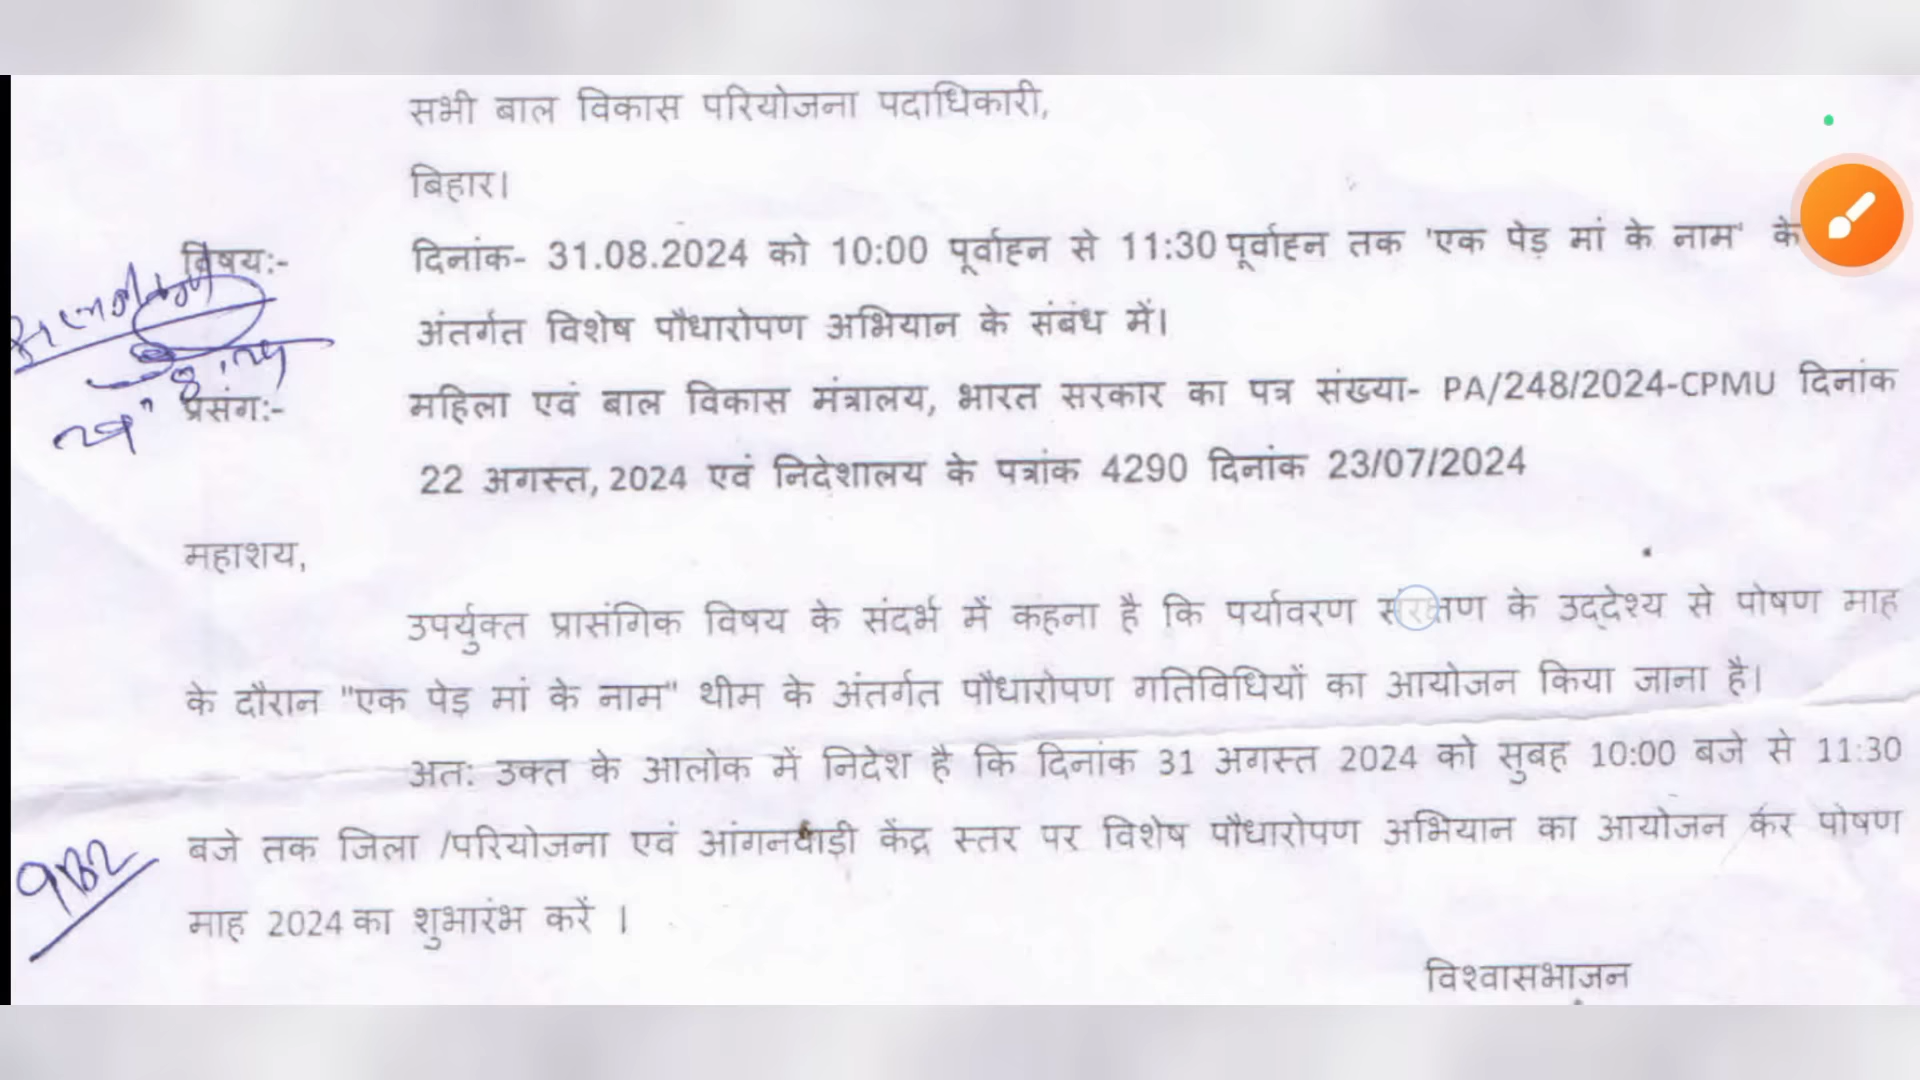 सभी बाल विकास परियोजना पदाधिकारी,
बिहार।
विषय:- दिनांक- 31.08.2024 को 10:00 पूर्वाह्न से 11:30 पूर्वाह्न तक 'एक पेड़ मां के नाम' के
अंतर्गत विशेष पौधारोपण अभियान के संबंध में।
प्रसंग:- महिला एवं बाल विकास मंत्रालय, भारत सरकार का पत्र संख्या- PA/248/2024-CPMU दिनांक
22 अगस्त, 2024 एवं निदेशालय के पत्रांक 4290 दिनांक 23/07/2024
महाशय,
उपर्युक्त प्रासंगिक विषय के संदर्भ में कहना है कि पर्यावरण संरक्षण के उद्देश्य से पोषण माह
के दौरान "एक पेड़ मां के नाम" थीम के अंतर्गत पौधारोपण गतिविधियों का आयोजन किया जाना है।
अत: उक्त के आलोक में निदेश है कि दिनांक 31 अगस्त 2024 को सुबह 10:00 बजे से 11:30
बजे तक जिला /परियोजना एवं आंगनवाड़ी केंद्र स्तर पर विशेष पौधारोपण अभियान का आयोजन कर पोषण
माह 2024 का शुभारंभ करें ।
विश्वासभाजन